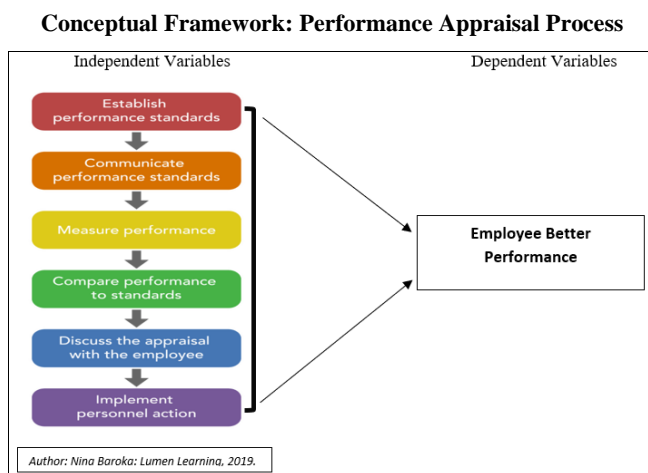 Conceptual Framework: Performance Appraisal Process
Independent Variables
Dependent Variables
Establish
performance standards
Communicate
performance standards
Measure performance
Compare performance
to standards
Discuss the appraisal
with the employee
Implement
personnel action
Employee Better
Performance
Author: Nina Baroka: Lumen Learning, 2019.